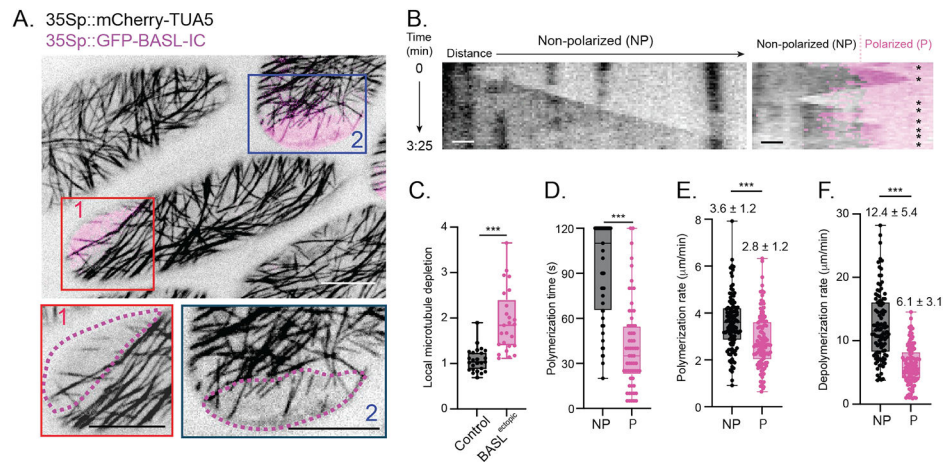 A.
35Sp::mCherry-TUA5
35Sp::GFP-BASL-IC
2
1
1
2
B.
Time
(min)
Distance
Non-polarized (NP)
Non-polarized (NP)
Polarized (P)
0
3:25
*
*
*
*
*
*
*
*
C.
Local microtubule depletion
4
3
2
1
0
***
Control
BASL ectopic
D.
Polymerization time (s)
120
90
60
30
0
***
NP
P
E.
Polymerization rate (μm/min)
8
6
4
2
0
***
3.6 ± 1.2
2.8 ± 1.2
NP
P
F.
Depolymerization rate (μm/min)
30
20
10
0
***
12.4 ± 5.4
6.1 ± 3.1
NP
P